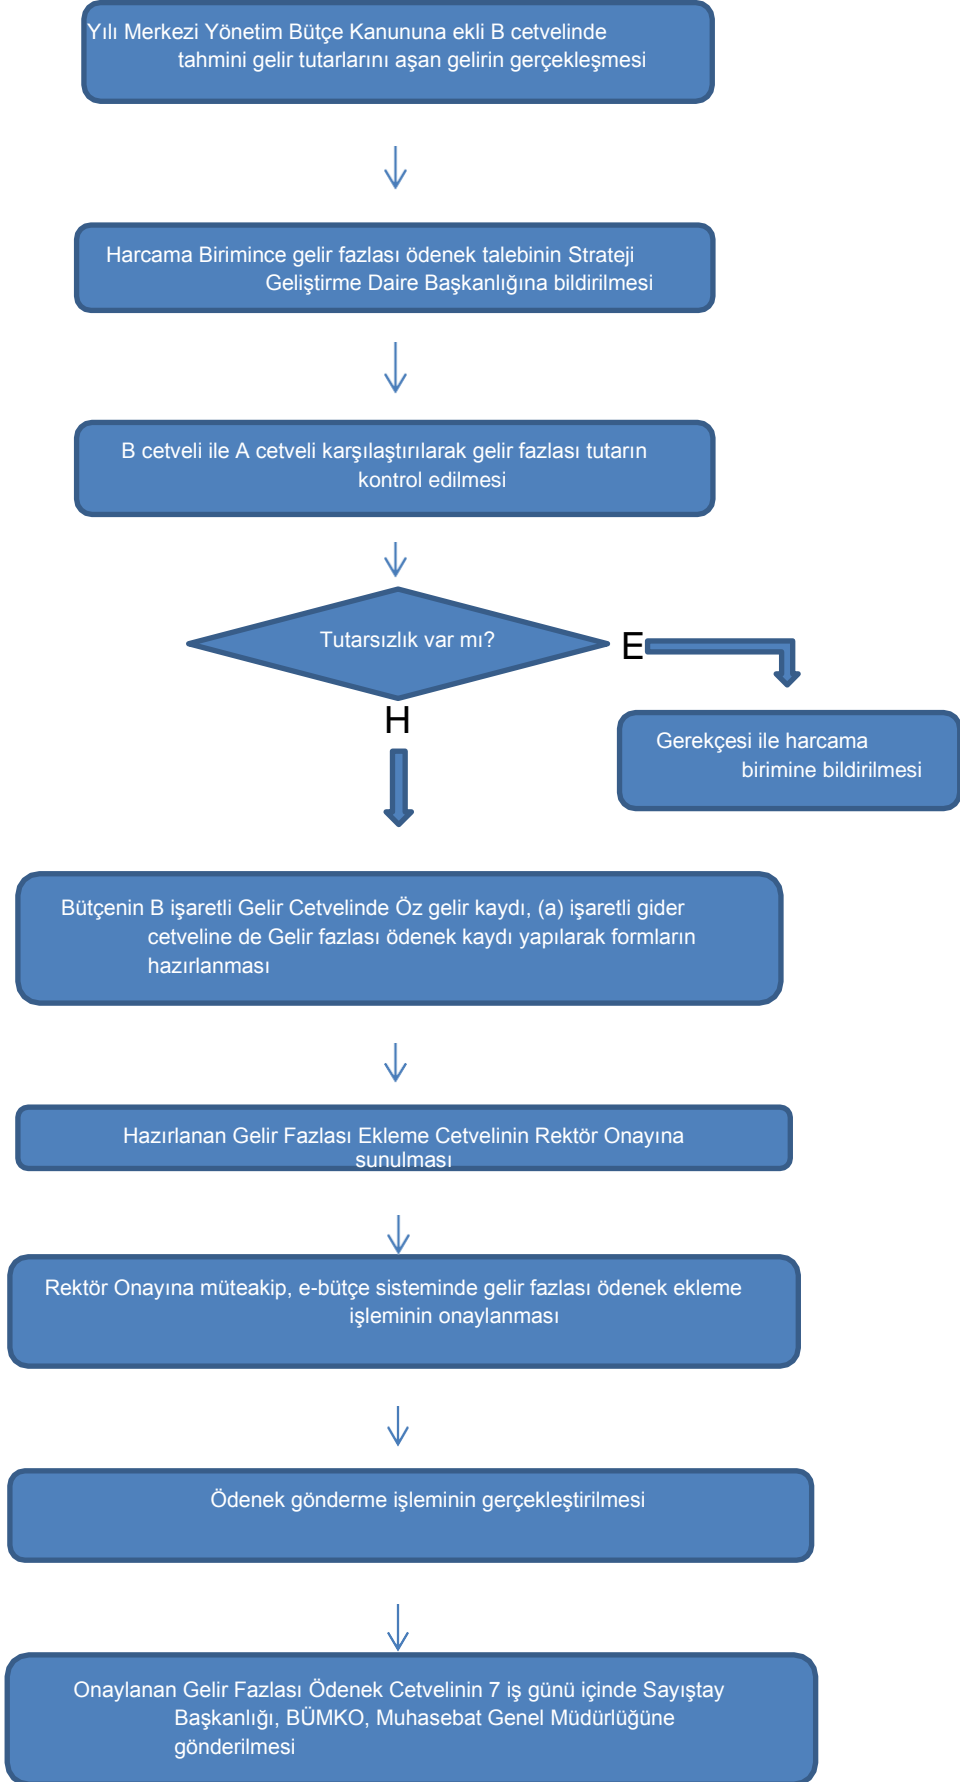 Yılı Merkezi Yönetim Bütçe Kanununa ekli B cetvelinde
tahmini gelir tutarlarını aşan gelirin gerçekleşmesi
Harcama Birimince gelir fazlası ödenek talebinin Strateji
Geliştirme Daire Başkanlığına bildirilmesi
B cetveli ile A cetveli karşılaştırılarak gelir fazlası tutarın
kontrol edilmesi
Tutarsızlık var mı?
E
H
Gerekçesi ile harcama
birimine bildirilmesi
Bütçenin B işaretli Gelir Cetvelinde Öz gelir kaydı, (a) işaretli gider
cetveline de Gelir fazlası ödenek kaydı yapılarak formların
hazırlanması
Hazırlanan Gelir Fazlası Ekleme Cetvelinin Rektör Onayına
sunulması
Rektör Onayına müteakip, e-bütçe sisteminde gelir fazlası ödenek ekleme
işleminin onaylanması
Ödenek gönderme işleminin gerçekleştirilmesi
Onaylanan Gelir Fazlası Ödenek Cetvelinin 7 iş günü içinde Sayıştay
Başkanlığı, BÜMKO, Muhasebat Genel Müdürlüğüne
gönderilmesi